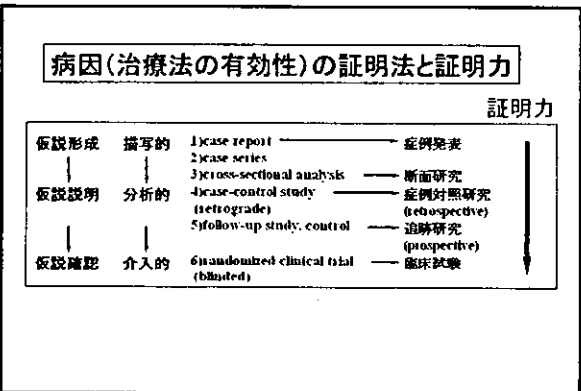 病因(治療法の有効性)の証明法と証明力
証明力
仮説形成 描写的 1)case report 症例発表
2)case series
3)cross-sectional analysis 断面研究
仮説説明 分析的 4)case-control study 症例対照研究
(retrograde) (retrospective)
5)follow-up study, control 追跡研究
(prospective)
仮説確認 介入的 6)randomized clinical trial 臨床試験
(blinded)